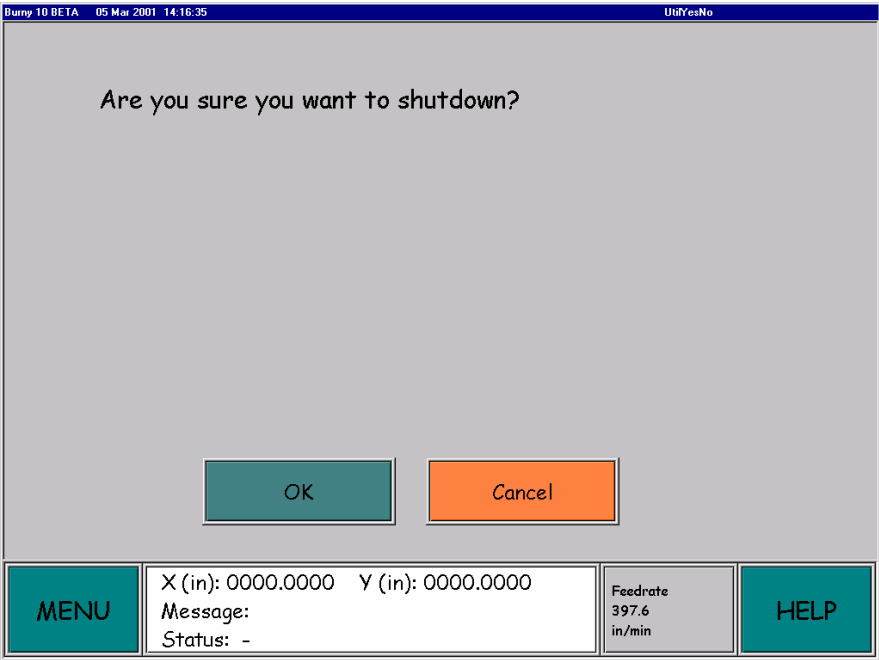 Burny 10 BETA 05 Mar 2001 14:16:35 UtilYesNo
Are you sure you want to shutdown?
OK Cancel
MENU
X (in): 0000.0000 Y (in): 0000.0000
Message:
Status: -
Feedrate
397.6
in/min
HELP